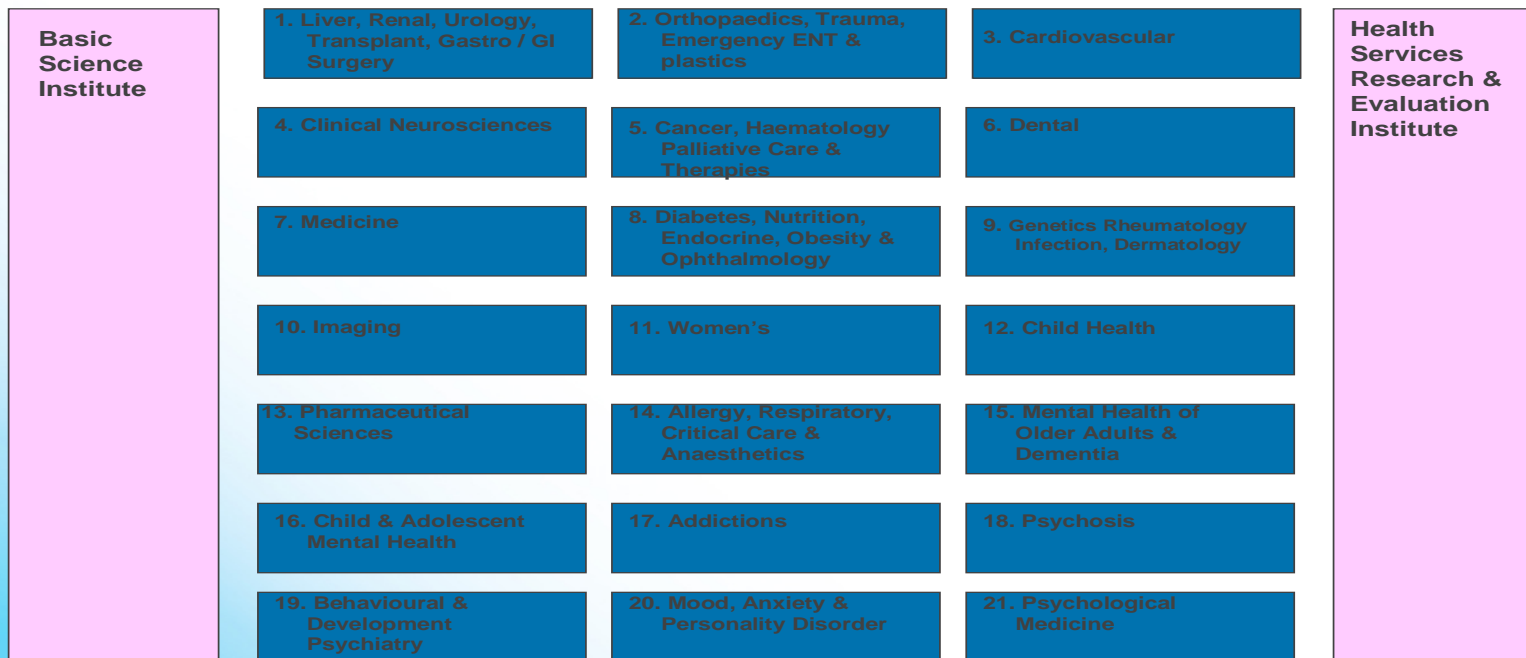 Basic
Science
Institute
1. Liver, Renal, Urology,
Transplant, Gastro / GI
Surgery
2. Orthopaedics, Trauma,
Emergency ENT &
plastics
3. Cardiovascular
Health
Services
Research &
Evaluation
Institute
4. Clinical Neurosciences
5. Cancer, Haematology
Palliative Care &
Therapies
6. Dental
7. Medicine
8. Diabetes, Nutrition,
Endocrine, Obesity &
Ophthalmology
9. Genetics Rheumatology
Infection, Dermatology
10. Imaging
11. Women’s
12. Child Health
13. Pharmaceutical
Sciences
14. Allergy, Respiratory,
Critical Care &
Anaesthetics
15. Mental Health of
Older Adults &
Dementia
16. Child & Adolescent
Mental Health
17. Addictions
18. Psychosis
19. Behavioural &
Development
Psychiatry
20. Mood, Anxiety &
Personality Disorder
21. Psychological
Medicine